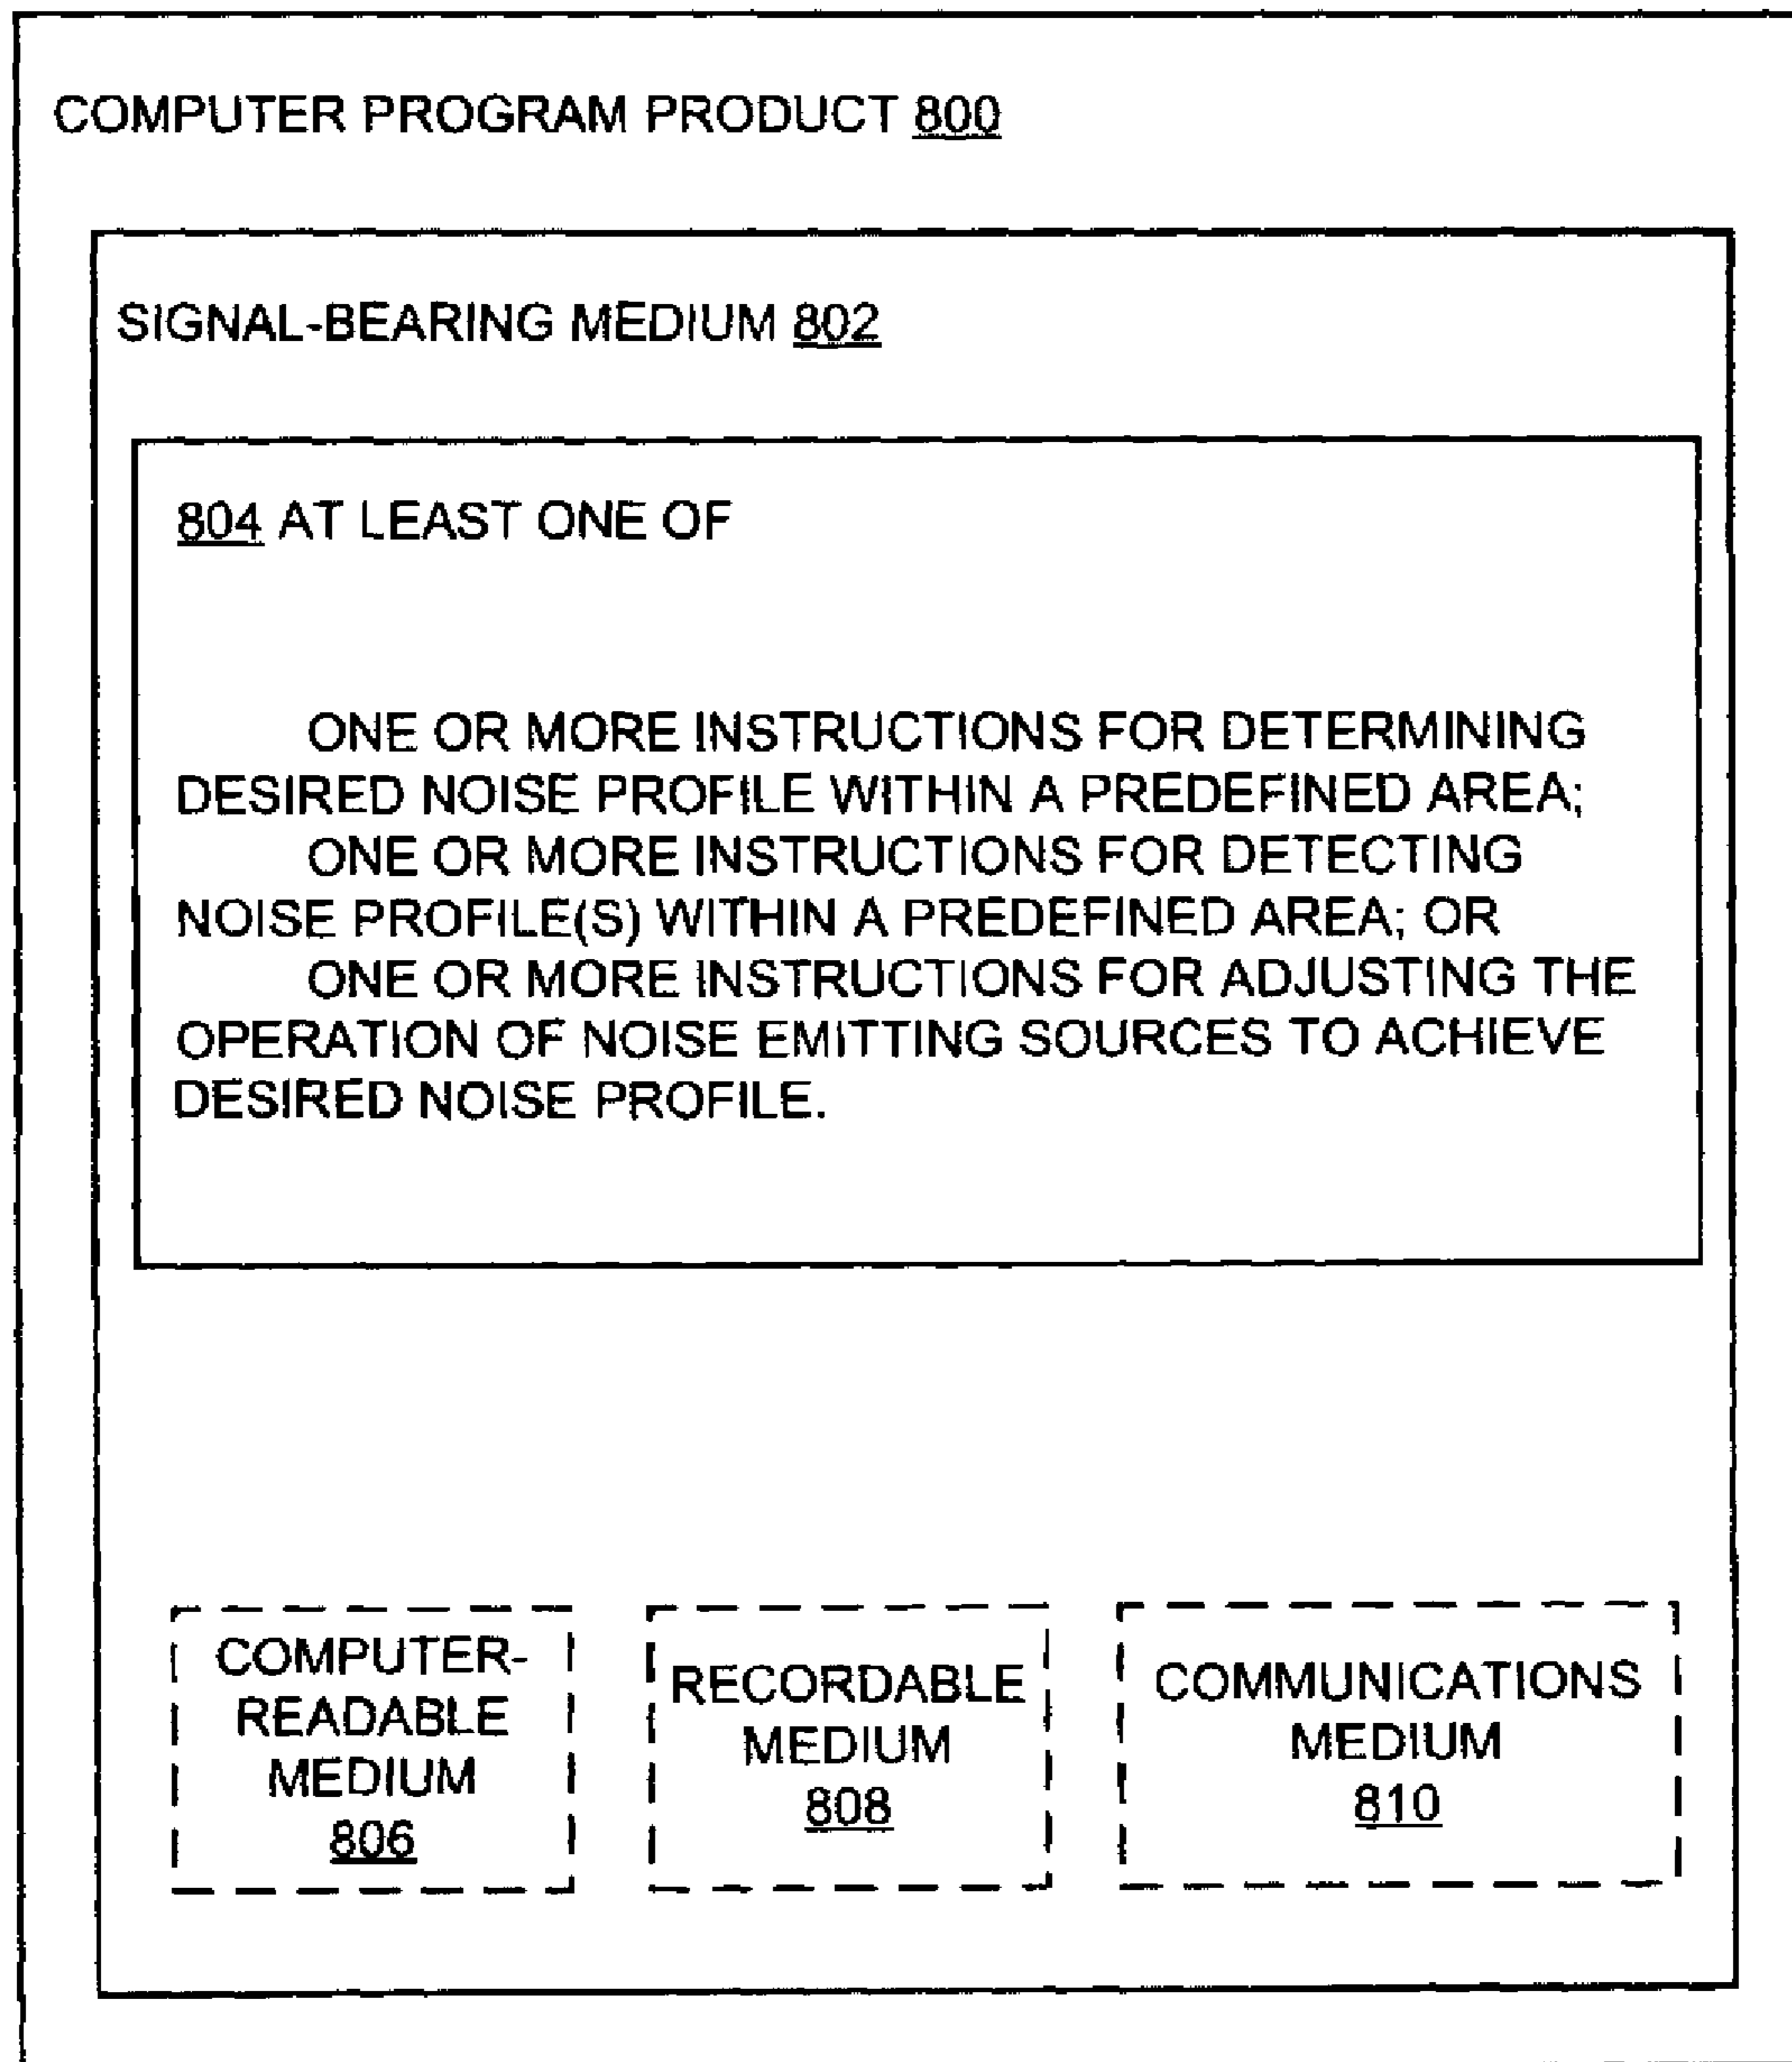 COMPUTER PROGRAM PRODUCT 800
SIGNAL-BEARING MEDIUM 802
804 AT LEAST ONE OF
ONE OR MORE INSTRUCTIONS FOR DETERMINING
DESIRED NOISE PROFILE WITHIN A PREDEFINED AREA;
ONE OR MORE INSTRUCTIONS FOR DETECTING
NOISE PROFILE(S) WITHIN A PREDEFINED AREA; OR
ONE OR MORE INSTRUCTIONS FOR ADJUSTING THE
OPERATION OF NOISE EMITTING SOURCES TO ACHIEVE
DESIRED NOISE PROFILE.
COMPUTER-
READABLE
MEDIUM
806
RECORDABLE
MEDIUM
808
COMMUNICATIONS
MEDIUM
810